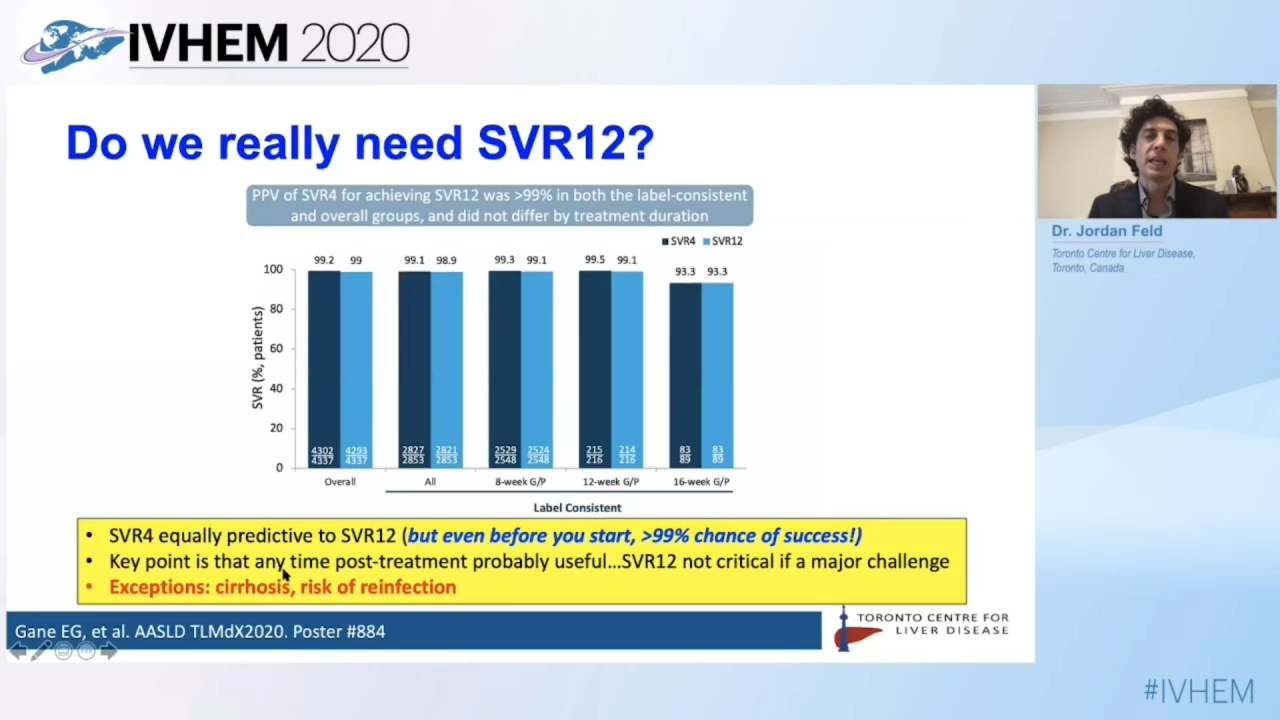 IVHEM 2020
Do we really need SVR12?
PPV of SVR4 for achieving SVR12 was >99% in both the label-consistent
and overall groups, and did not differ by treatment duration
SVR4 SVR12
99.2 99 99.1 98.9 99.3 99.1 99.5 99.1 93.3 93.3
100
80
60
40
20
0
SVR (%, patients)
4302 4293 2827 2821 2529 2524 215 214 83 83
4337 4337 2853 2853 2548 2548 216 216 89 89
Overall All 8-week G/P 12-week G/P 16-week G/P
Label Consistent
• SVR4 equally predictive to SVR12 (but even before you start, >99% chance of success!)
• Key point is that any time post-treatment probably useful...SVR12 not critical if a major challenge
• Exceptions: cirrhosis, risk of reinfection
Gane EG, et al. AASLD TLMdX2020. Poster #884
TORONTO CENTRE FOR
LIVER DISEASE
Dr. Jordan Feld
Toronto Centre for Liver Disease,
Toronto, Canada
#IVHEM